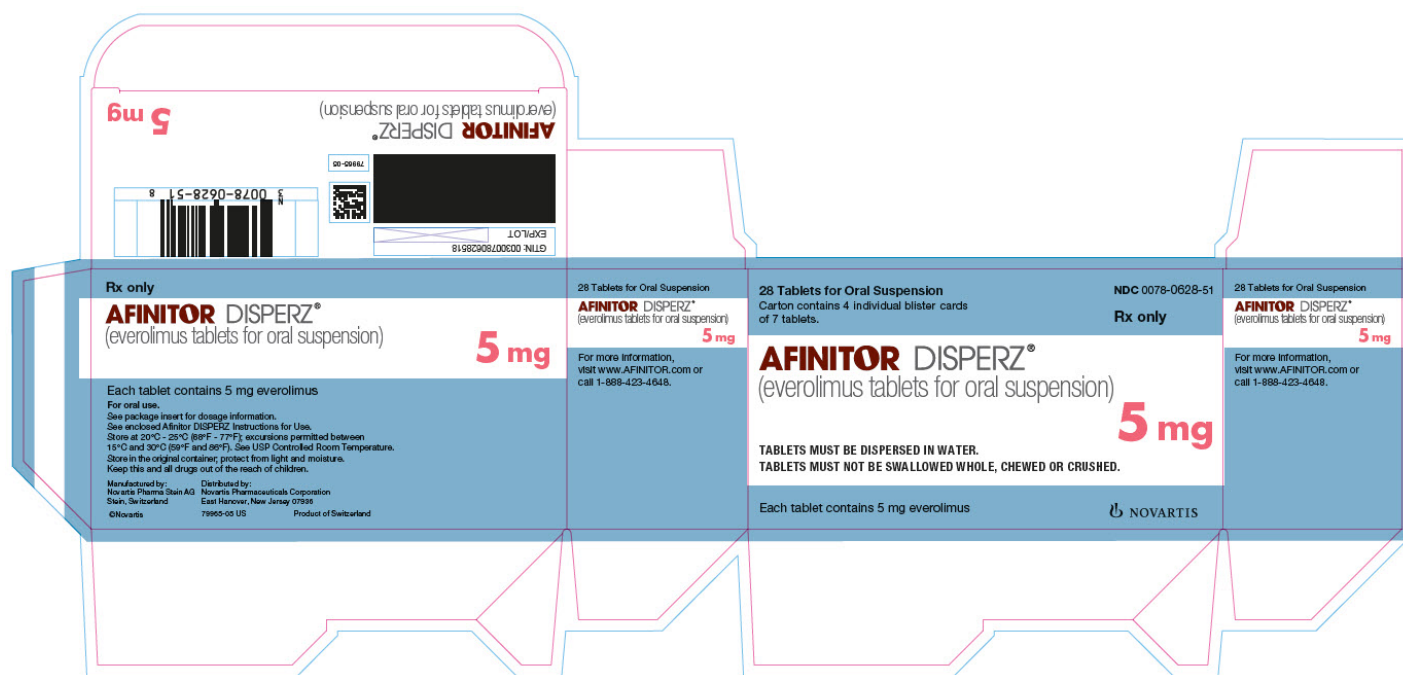 5 mg
AFINITOR DISPERZ®
(everolimus tablets for oral suspension)
79965-05
N
3 0078-0628-51 8
EXP/LOT
GTIN: 00300780628518
Rx only
AFINITOR DISPERZ®
(everolimus tablets for oral suspension)
5 mg
Each tablet contains 5 mg everolimus
For oral use.
See package insert for dosage information.
See enclosed Afinitor DISPERZ Instructions for Use.
Store at 20°C - 25°C (68°F - 77°F); excursions permitted between
15°C and 30°C (59°F and 86°F). See USP Controlled Room Temperature.
Store in the original container; protect from light and moisture.
Keep this and all drugs out of the reach of children.
Manufactured by:
Novartis Pharma Stein AG
Stein, Switzerland
Distributed by:
Novartis Pharmaceuticals Corporation
East Hanover, New Jersey 07936
©Novartis
79965-05 US
Product of Switzerland
28 Tablets for Oral Suspension
AFINITOR DISPERZ®
(everolimus tablets for oral suspension)
5 mg
For more information,
visit www.AFINITOR.com or
call 1-888-423-4648.
28 Tablets for Oral Suspension
Carton contains 4 individual blister cards
of 7 tablets.
NDC 0078-0628-51
Rx only
AFINITOR DISPERZ®
(everolimus tablets for oral suspension)
5 mg
TABLETS MUST BE DISPERSED IN WATER.
TABLETS MUST NOT BE SWALLOWED WHOLE, CHEWED OR CRUSHED.
Each tablet contains 5 mg everolimus
NOVARTIS
28 Tablets for Oral Suspension
AFINITOR DISPERZ®
(everolimus tablets for oral suspension)
5 mg
For more information,
visit www.AFINITOR.com or
call 1-888-423-4648.